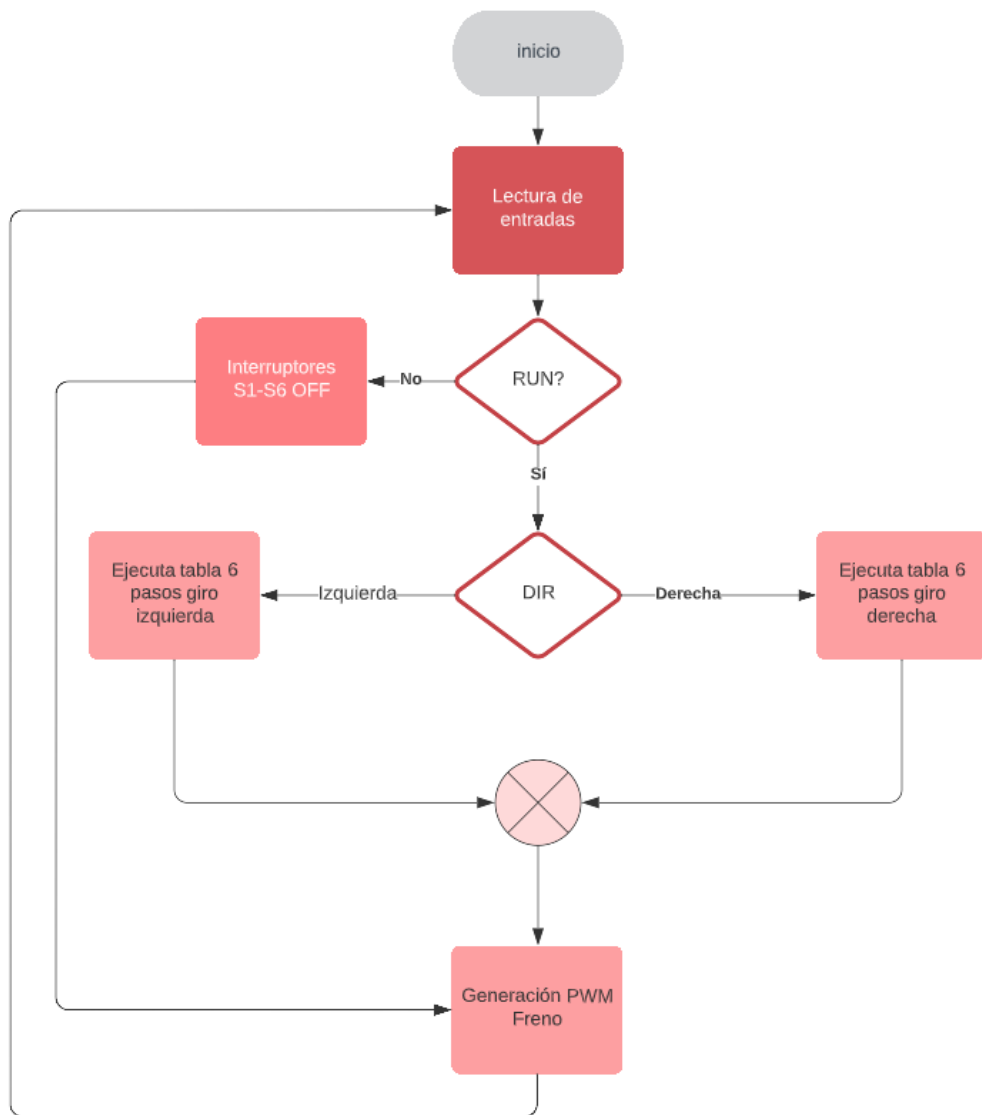 inicio
Lectura de
entradas
RUN?
No
Interruptores
S1-S6 OFF
Sí
DIR
Izquierda
Derecha
Ejecuta tabla 6
pasos giro
izquierda
Ejecuta tabla 6
pasos giro
derecha
Generación PWM
Freno